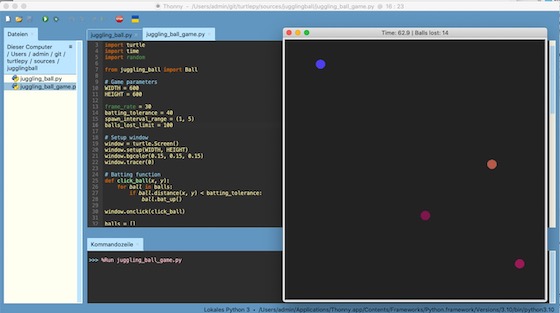 Thonny - /Users/admin/git/turtlepy/sources/jugglingball/juggling_ball_game.py @ 16 : 23
Dateien
Dieser Computer
/ Users / admin / git /
turtlepy / sources /
jugglingball
juggling_ball.py
juggling_ball_game.p
juggling_ball.py
juggling_ball_game.py
3 import turtle
4 import time
5 import random
6
7 from juggling_ball import Ball
8
9 # Game parameters
10 WIDTH = 600
11 HEIGHT = 600
12
13 frame_rate = 30
14 batting_tolerance = 40
15 spawn_interval_range = (1, 5)
16 balls_lost_limit = 100
17
18 # Setup window
19 window = turtle.Screen()
20 window.setup(WIDTH, HEIGHT)
21 window.bgcolor(0.15, 0.15, 0.15)
22 window.tracer(0)
23
24 # Batting function
25 def click_ball(x, y):
26 for ball in balls:
27 if ball.distance(x, y) < batting_tolerance:
28 ball.bat_up()
29
30 window.onclick(click_ball)
31
32 balls = []
Kommandozeile
>>> %Run juggling_ball_game.py
Time: 62.9 | Balls lost: 14
Lokales Python 3 • /Users/admin/Applications/Thonny.app/Contents/Frameworks/Python.framework/Versions/3.10/bin/python3.10